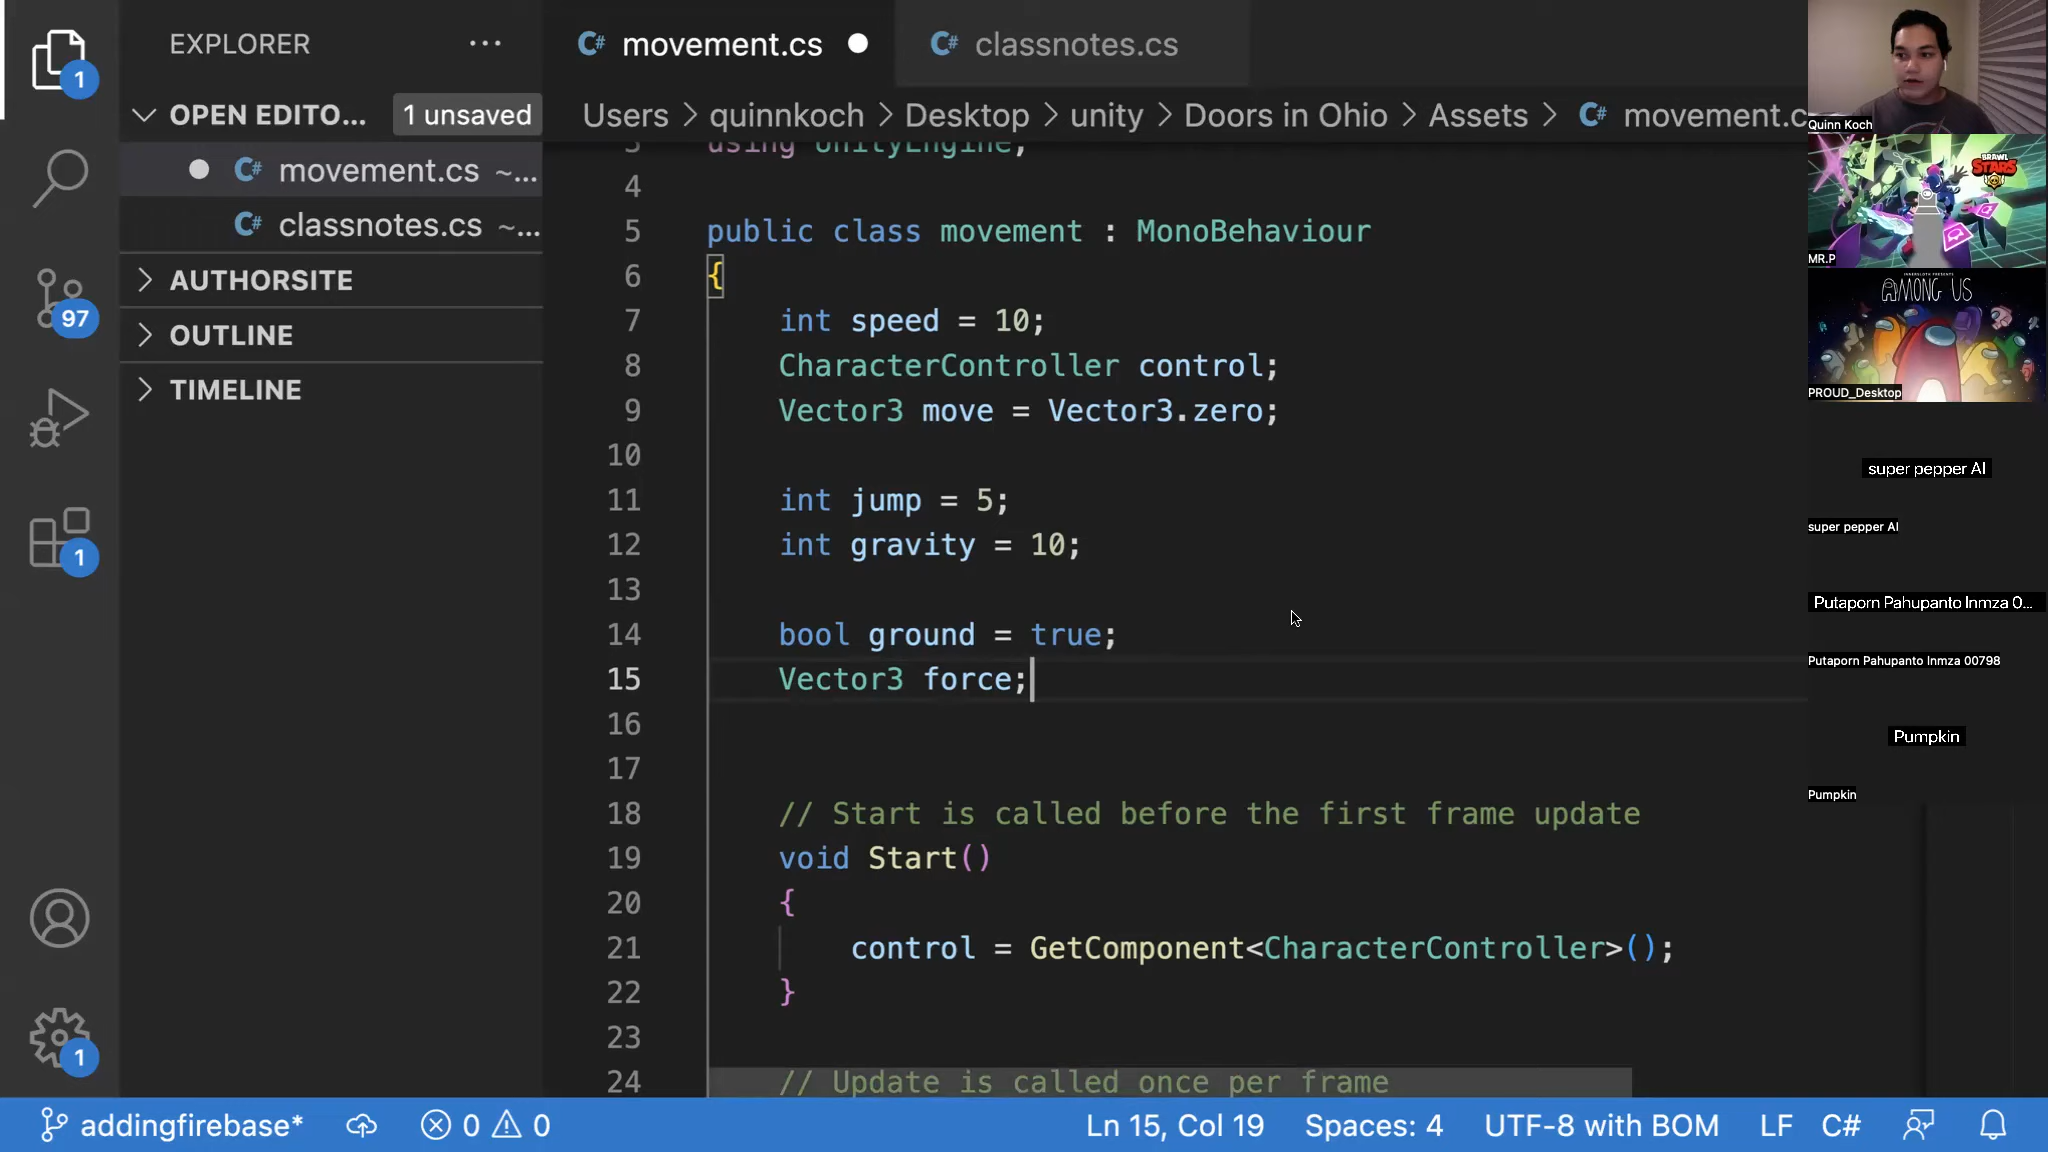 EXPLORER
movement.cs
classnotes.cs
OPEN EDITO...
1 unsaved
movement.cs ~...
classnotes.cs ~...
AUTHORSITE
OUTLINE
TIMELINE
1
97
1
1
Users > quinnkoch > Desktop > unity > Doors in Ohio > Assets > movement.c
3 using UnityEngine;
4
5 public class movement : MonoBehaviour
6 {
7 int speed = 10;
8 CharacterController control;
9 Vector3 move = Vector3.zero;
10
11 int jump = 5;
12 int gravity = 10;
13
14 bool ground = true;
15 Vector3 force;
16
17
18 // Start is called before the first frame update
19 void Start()
20 {
21 control = GetComponent<CharacterController>();
22 }
23
24 // Update is called once per frame
Quinn Koch
BRAWL
STARS
MR.P
AMONG US
PROUD_Desktop
super pepper AI
super pepper AI
Putaporn Pahupanto Inmza 0...
Putaporn Pahupanto Inmza 00798
Pumpkin
Pumpkin
addingfirebase*
0
0
Ln 15, Col 19
Spaces: 4
UTF-8 with BOM
LF
C#